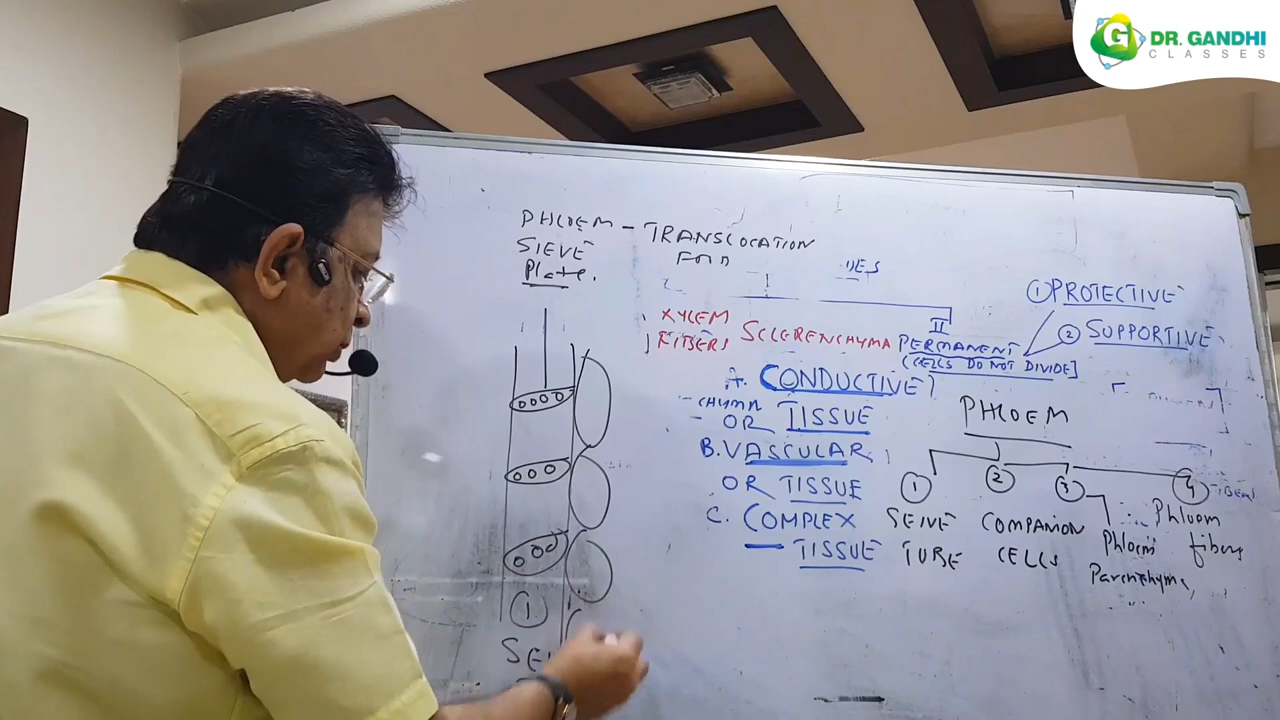 DR. GANDHI
CLASSES
PHLOEM - TRANSLOCATION
FOOD
SIEVE
Plate.
XYLEM
FIBERS
SCLERENCHYMA
II
PERMANENT
(CELLS DO NOT DIVIDE]
① PROTECTIVE
② SUPPORTIVE
A. CONDUCTIVE
OR TISSUE
B. VASCULAR
OR TISSUE
C. COMPLEX
TISSUE
PHLOEM
① ② ③ ④
SEIVE
TUBE
COMPANION
CELLS
Phloem
Parenchyma
Phloem
fibers
①
SE